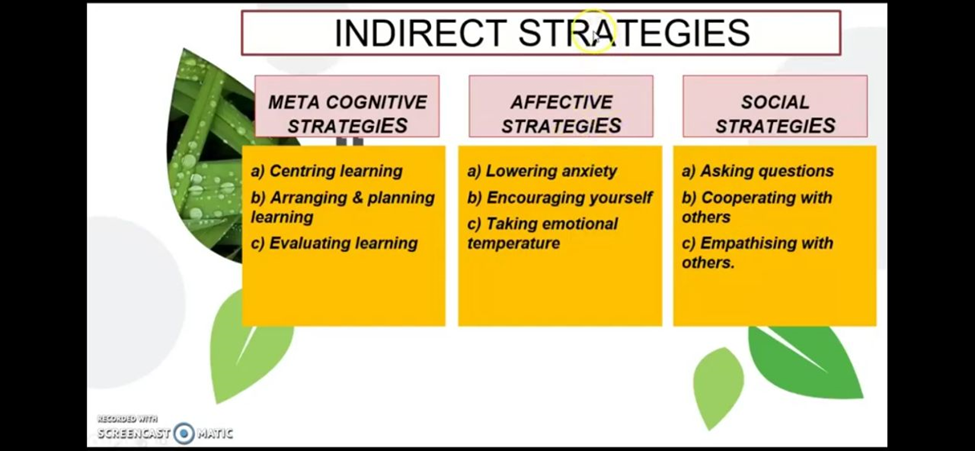 INDIRECT STRATEGIES
META COGNITIVE
STRATEGIES
a) Centring learning
b) Arranging & planning
learning
c) Evaluating learning
AFFECTIVE
STRATEGIES
a) Lowering anxiety
b) Encouraging yourself
c) Taking emotional
temperature
SOCIAL
STRATEGIES
a) Asking questions
b) Cooperating with
others
c) Empathising with
others.
RECORDED WITH
SCREENCAST MATIC